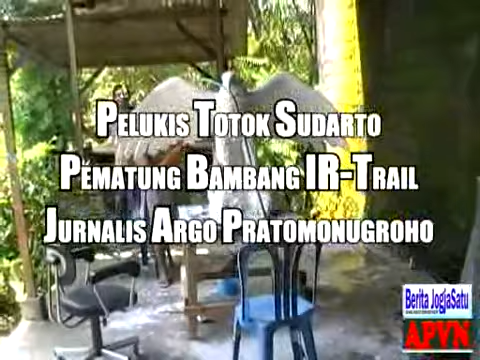 PELUKIS TOTOK SUDARTO
PEMATUNG BAMBANG IR-TRAIL
JURNALIS ARGO PRATOMONUGROHO
Berita JogjaSatu
APVN